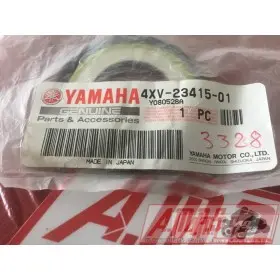 YAMAHA 4XV-23415-01
GENUINE Y080528A
Parts & Accessories 1 PC
3328
MADE IN JAPAN YAMAHA MOTOR CO., LTD.